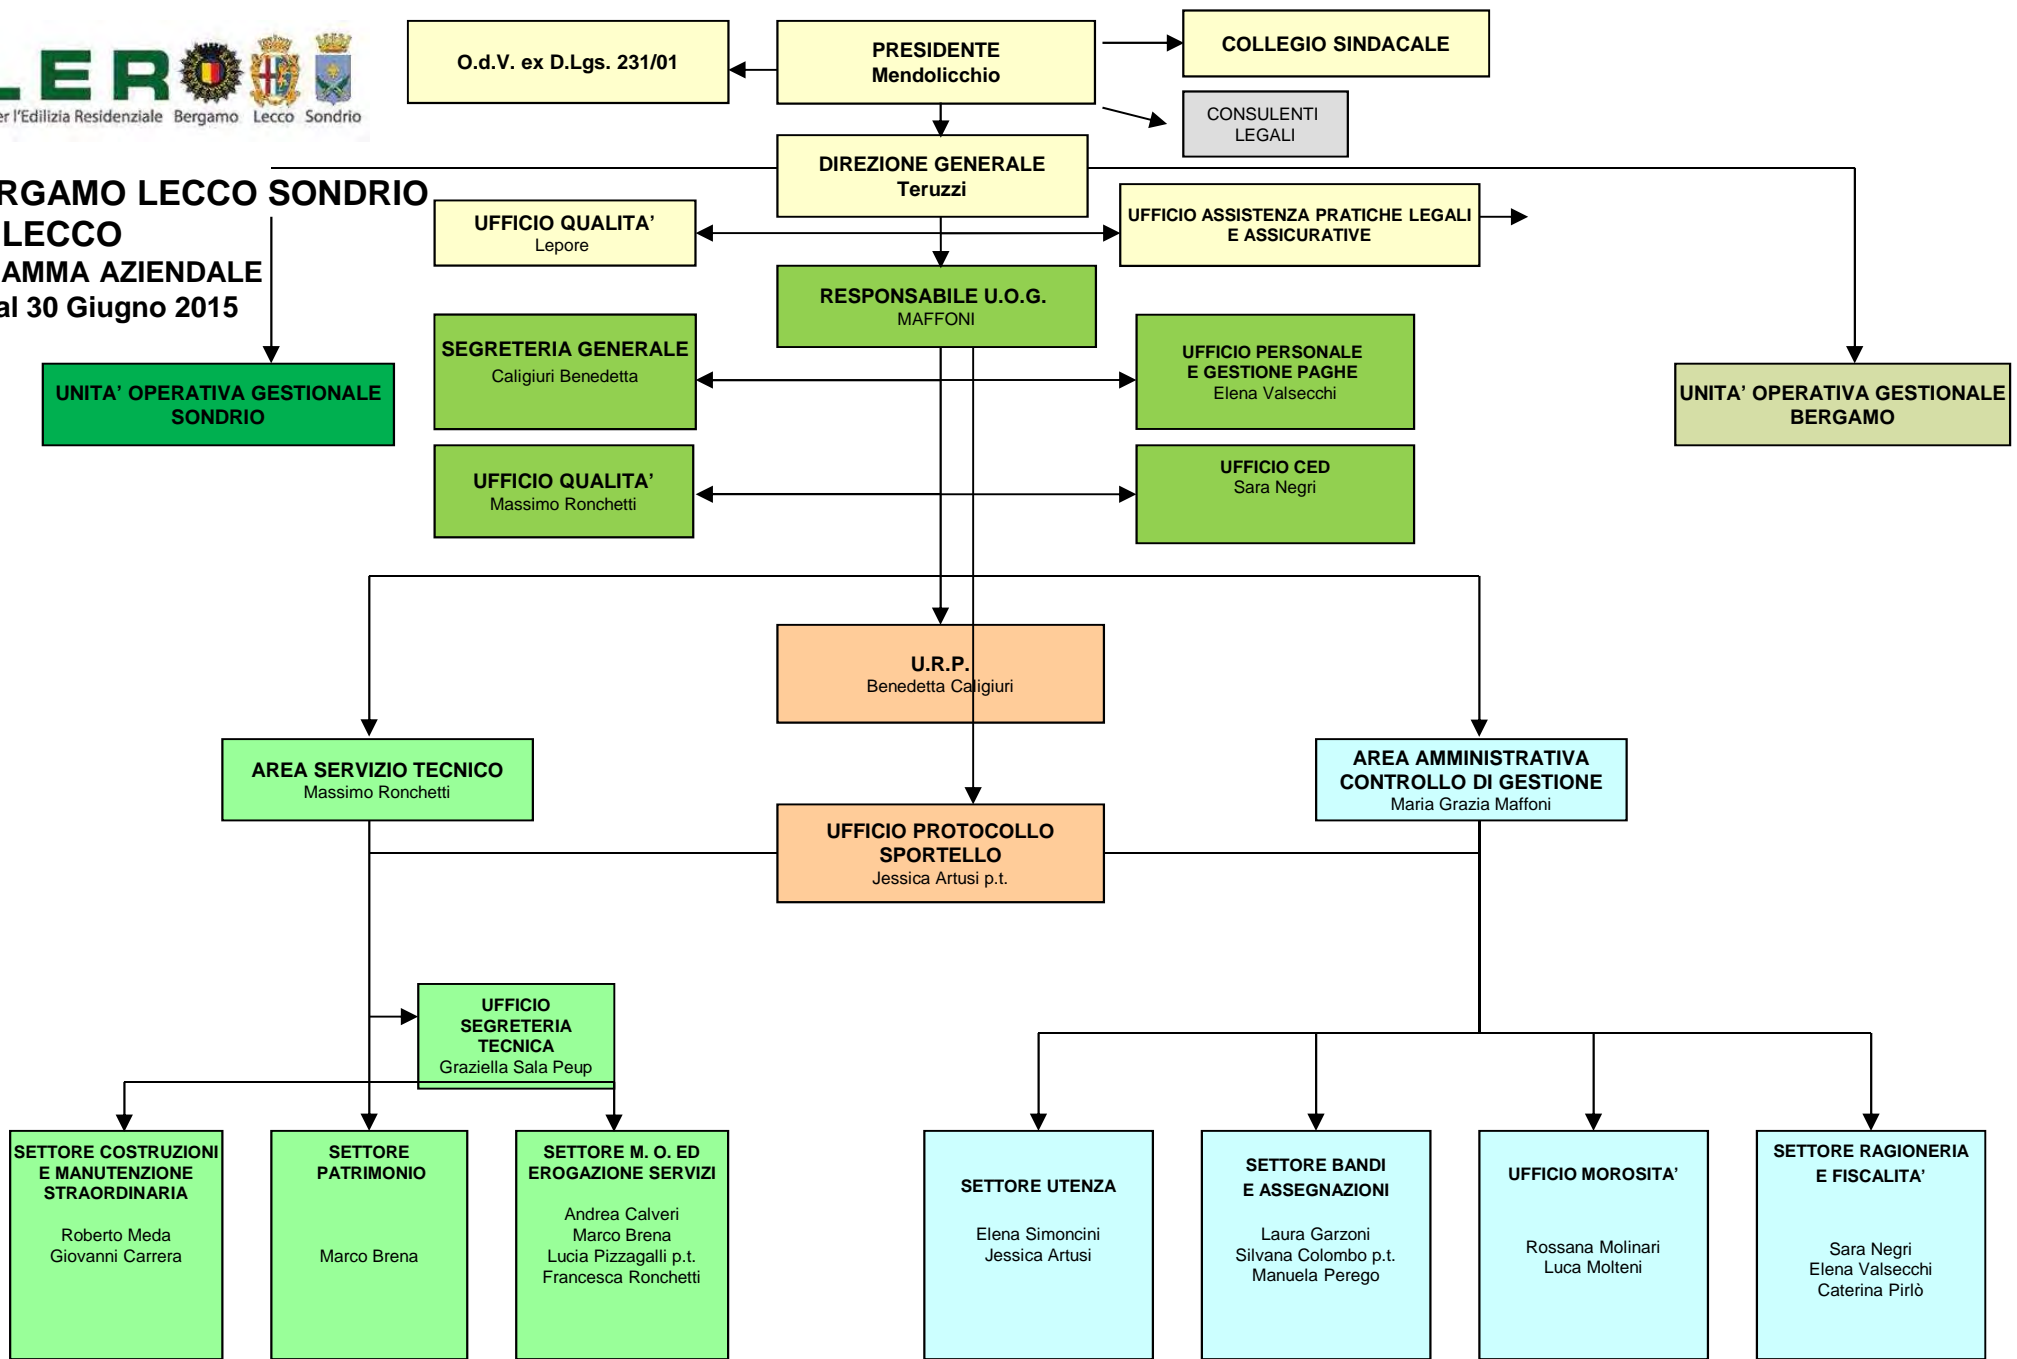 LER
er l'Edilizia Residenziale Bergamo Lecco Sondrio
RGAMO LECCO SONDRIO
LECCO
AMMA AZIENDALE
al 30 Giugno 2015
O.d.V. ex D.Lgs. 231/01
PRESIDENTE
Mendolicchio
COLLEGIO SINDACALE
CONSULENTI
LEGALI
DIREZIONE GENERALE
Teruzzi
UFFICIO QUALITA’
Lepore
UFFICIO ASSISTENZA PRATICHE LEGALI
E ASSICURATIVE
RESPONSABILE U.O.G.
MAFFONI
SEGRETERIA GENERALE
Caligiuri Benedetta
UFFICIO PERSONALE
E GESTIONE PAGHE
Elena Valsecchi
UNITA’ OPERATIVA GESTIONALE
SONDRIO
UNITA’ OPERATIVA GESTIONALE
BERGAMO
UFFICIO QUALITA’
Massimo Ronchetti
UFFICIO CED
Sara Negri
U.R.P.
Benedetta Caligiuri
AREA SERVIZIO TECNICO
Massimo Ronchetti
AREA AMMINISTRATIVA
CONTROLLO DI GESTIONE
Maria Grazia Maffoni
UFFICIO PROTOCOLLO
SPORTELLO
Jessica Artusi p.t.
UFFICIO
SEGRETERIA
TECNICA
Graziella Sala Peup
SETTORE COSTRUZIONI
E MANUTENZIONE
STRAORDINARIA
Roberto Meda
Giovanni Carrera
SETTORE
PATRIMONIO
Marco Brena
SETTORE M. O. ED
EROGAZIONE SERVIZI
Andrea Calveri
Marco Brena
Lucia Pizzagalli p.t.
Francesca Ronchetti
SETTORE UTENZA
Elena Simoncini
Jessica Artusi
SETTORE BANDI
E ASSEGNAZIONI
Laura Garzoni
Silvana Colombo p.t.
Manuela Perego
UFFICIO MOROSITA’
Rossana Molinari
Luca Molteni
SETTORE RAGIONERIA
E FISCALITA’
Sara Negri
Elena Valsecchi
Caterina Pirlò